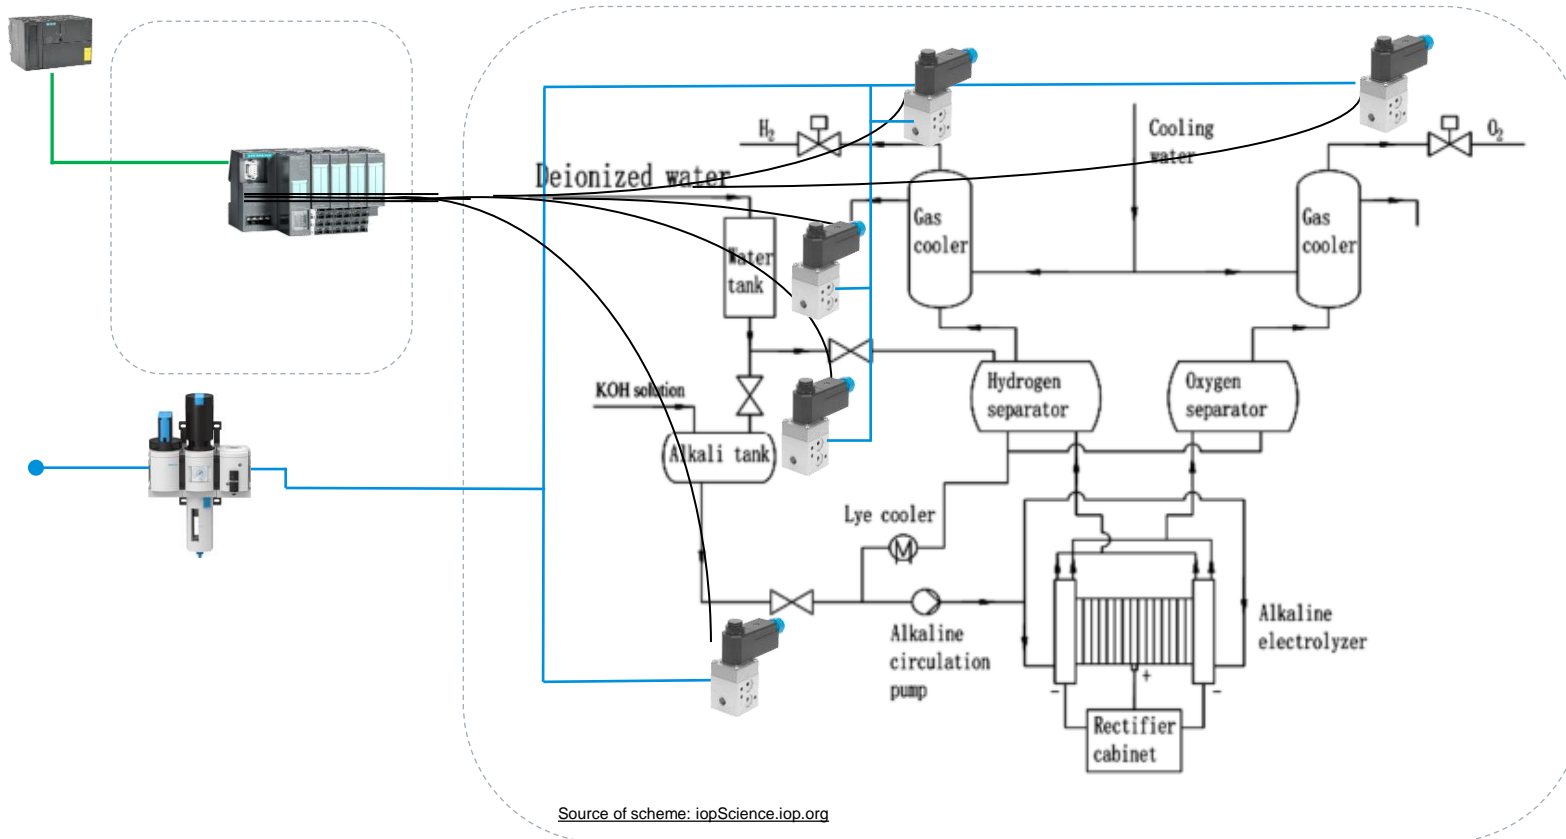 H₂
Cooling
water
O₂
Deionized water
Gas
cooler
Gas
cooler
Water
tank
KOH solution
Hydrogen
separator
Oxygen
separator
Alkali tank
Lye cooler
M
Alkaline
circulation
pump
Alkaline
electrolyzer
+
-
-
Rectifier
cabinet
Source of scheme: iopScience.iop.org